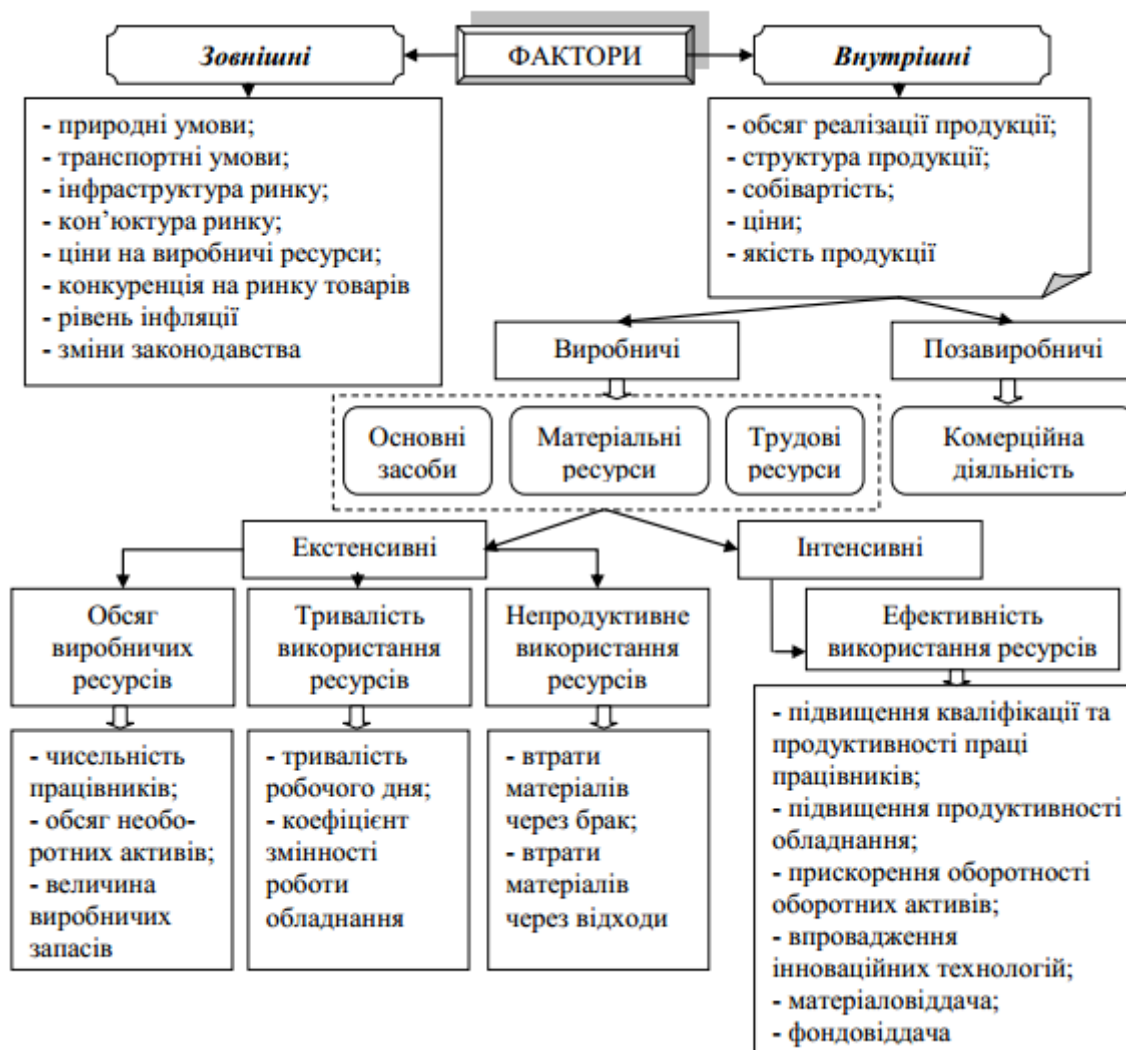 Зовнішні
ФАКТОРИ
Внутрішні
- природні умови;
- транспортні умови;
- інфраструктура ринку;
- кон’юктура ринку;
- ціни на виробничі ресурси;
- конкуренція на ринку товарів
- рівень інфляції
- зміни законодавства
- обсяг реалізації продукції;
- структура продукції;
- собівартість;
- ціни;
- якість продукції
Виробничі
Позавиробничі
Основні
засоби
Матеріальні
ресурси
Трудові
ресурси
Комерційна
діяльність
Екстенсивні
Інтенсивні
Обсяг
виробничих
ресурсів
Тривалість
використання
ресурсів
Непродуктивне
використання
ресурсів
Ефективність
використання ресурсів
- чисельність
працівників;
- обсяг необо-
ротних активів;
- величина
виробничих
запасів
- тривалість
робочого дня;
- коефіцієнт
змінності
роботи
обладнання
- втрати
матеріалів
через брак;
- втрати
матеріалів
через відходи
- підвищення кваліфікації та
продуктивності праці
працівників;
- підвищення продуктивності
обладнання;
- прискорення оборотності
оборотних активів;
- впровадження
інноваційних технологій;
- матеріаловіддача;
- фондовіддача